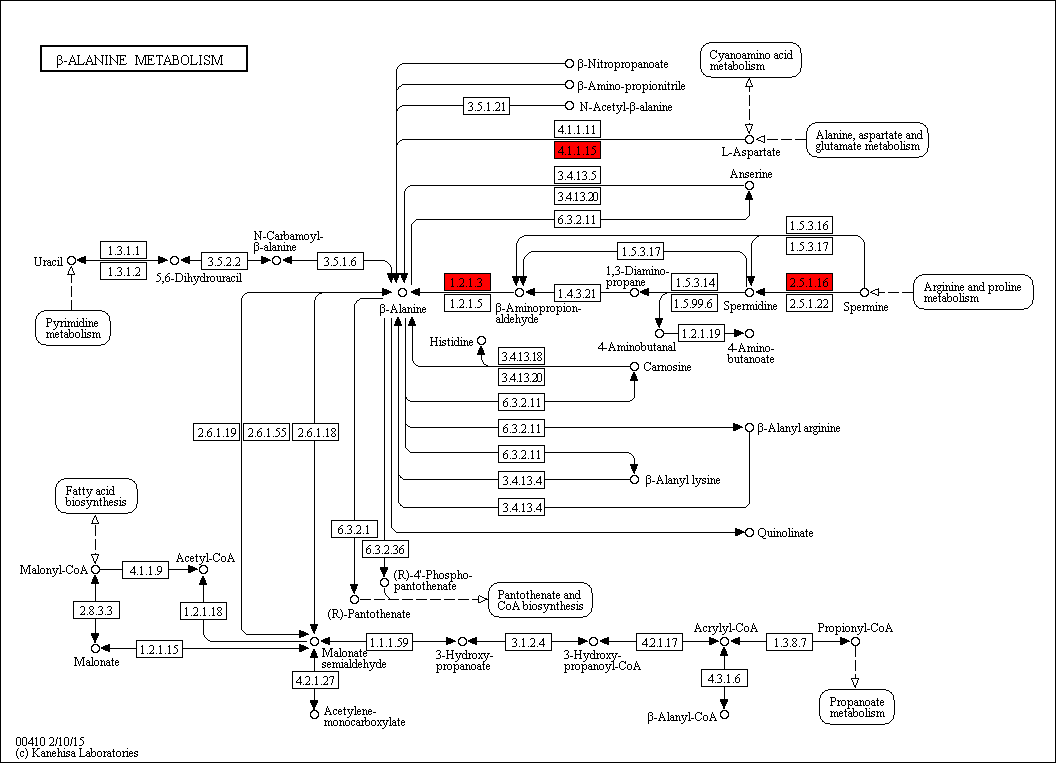 β-ALANINE METABOLISM
β-Nitropropanoate
β-Amino-propionitrile
3.5.1.21
N-Acetyl-β-alanine
Cyanoamino acid
metabolism
4.1.1.11
4.1.1.15
L-Aspartate
Alanine, aspartate and
glutamate metabolism
Anserine
3.4.13.5
3.4.13.20
6.3.2.11
1.5.3.16
1.5.3.17
1.5.3.17
N-Carbamoyl-
β-alanine
Uracil
1.3.1.1
1.3.1.2
5,6-Dihydrouracil
3.5.2.2
3.5.1.6
β-Alanine
1.2.1.3
1.2.1.5
β-Aminopropion-
aldehyde
1.4.3.21
1,3-Diamino-
propane
1.5.3.14
1.5.99.6
Spermidine
2.5.1.16
2.5.1.22
Spermine
Arginine and proline
metabolism
Pyrimidine
metabolism
4-Aminobutanal
1.2.1.19
4-Amino-
butanoate
Histidine
3.4.13.18
3.4.13.20
Carnosine
6.3.2.11
6.3.2.11
β-Alanyl arginine
2.6.1.19
2.6.1.55
2.6.1.18
6.3.2.11
3.4.13.4
β-Alanyl lysine
3.4.13.4
Quinolinate
Fatty acid
biosynthesis
6.3.2.1
6.3.2.36
Malonyl-CoA
4.1.1.9
Acetyl-CoA
(R)-4'-Phospho-
pantothenate
(R)-Pantothenate
Pantothenate and
CoA biosynthesis
2.8.3.3
1.2.1.18
Malonate
1.2.1.15
Malonate
semialdehyde
1.1.1.59
3-Hydroxy-
propanoate
3.1.2.4
3-Hydroxy-
propanoyl-CoA
4.2.1.17
Acrylyl-CoA
1.3.8.7
Propionyl-CoA
4.2.1.27
Acetylene-
monocarboxylate
4.3.1.6
β-Alanyl-CoA
Propanoate
metabolism
00410 2/10/15
(c) Kanehisa Laboratories